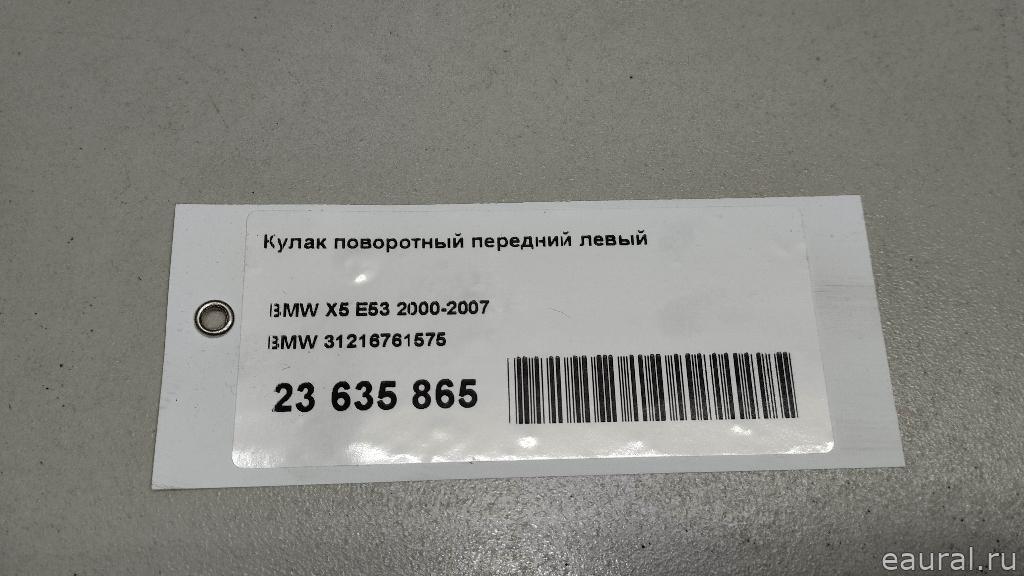 Кулак поворотный передний левый
BMW X5 E53 2000-2007
BMW 31216761575
23 635 865
eaural.ru